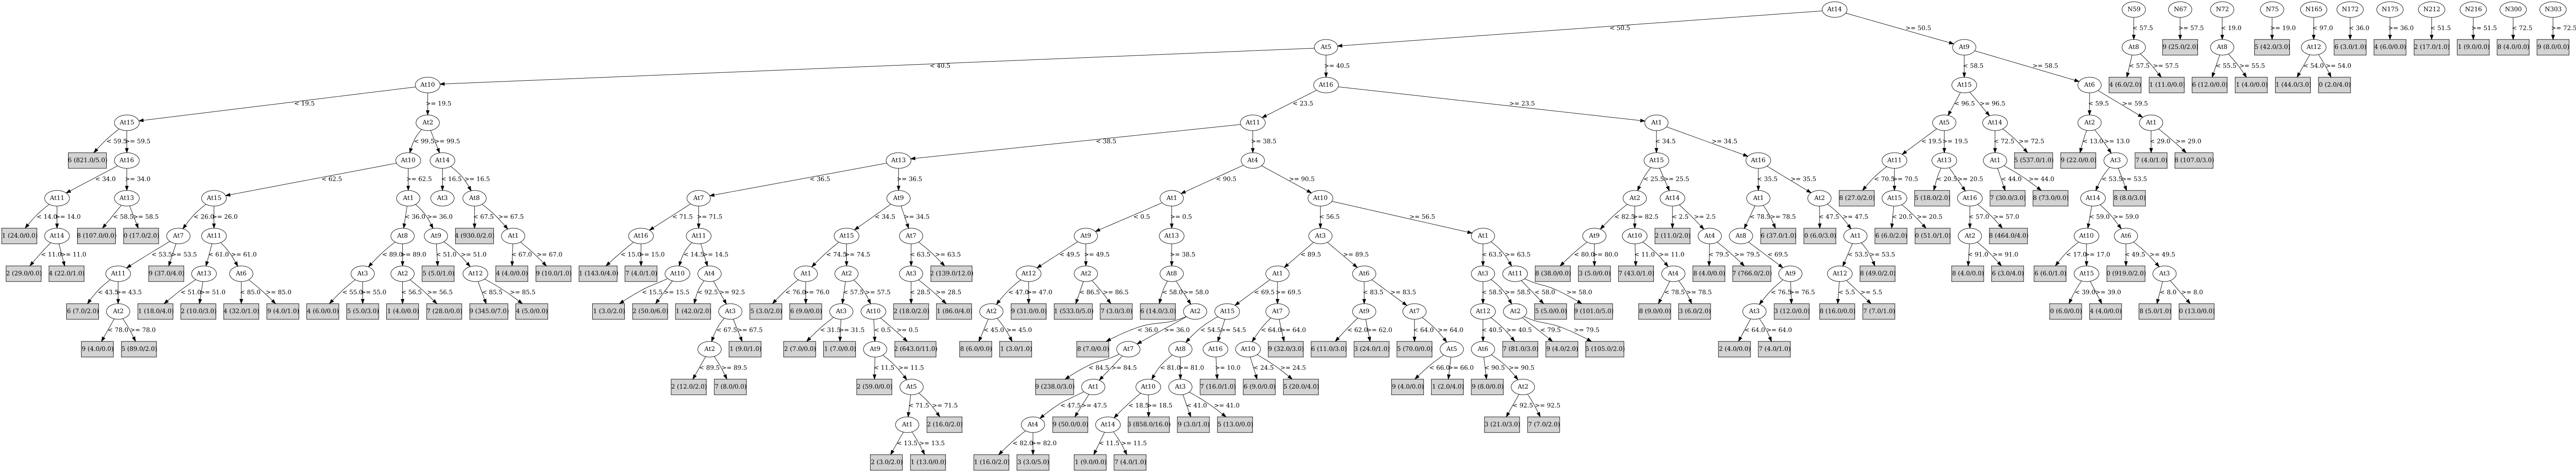 At14 N59 N67 N72 N75 N165 N172 N175 N212 N216 N300 N303
< 50.5 >= 50.5 < 57.5 >= 57.5 < 19.0 >= 19.0 < 97.0 < 36.0 >= 36.0 < 51.5 >= 51.5 < 72.5 >= 72.5
At5 At9 At8 9 (25.0/2.0) At8 5 (42.0/3.0) At12 6 (3.0/1.0) 4 (6.0/0.0) 2 (17.0/1.0) 1 (9.0/0.0) 8 (4.0/0.0) 9 (8.0/0.0)
< 40.5 >= 40.5 < 58.5 >= 58.5 < 57.5 >= 57.5 < 55.5 >= 55.5 < 54.0 >= 54.0
At10 At16 At15 At6 4 (6.0/2.0) 1 (11.0/0.0) 6 (12.0/0.0) 1 (4.0/0.0) 1 (44.0/3.0) 0 (2.0/4.0)
< 19.5 >= 19.5 < 23.5 >= 23.5 < 96.5 >= 96.5 < 59.5 >= 59.5
At15 At2 At11 At1 At5 At14 At2 At1
< 59.5 >= 59.5 < 99.5 >= 99.5 < 38.5 >= 38.5 < 34.5 >= 34.5 < 19.5 >= 19.5 < 72.5 >= 72.5 < 13.0 >= 13.0 < 29.0 >= 29.0
6 (821.0/5.0) At16 At10 At14 At13 At4 At15 At16 At11 At13 At1 5 (537.0/1.0) 9 (22.0/0.0) At3 7 (4.0/1.0) 8 (107.0/3.0)
< 34.0 >= 34.0 < 62.5 >= 62.5 < 16.5 >= 16.5 < 36.5 >= 36.5 < 90.5 >= 90.5 < 25.5 >= 25.5 < 35.5 >= 35.5 < 70.5 >= 70.5 < 20.5 >= 20.5 < 44.0 >= 44.0 < 53.5 >= 53.5
At11 At13 At15 At1 At3 At8 At7 At9 At1 At10 At2 At14 At1 At2 8 (27.0/2.0) At15 5 (18.0/2.0) At16 7 (30.0/3.0) 8 (73.0/0.0) At14 8 (8.0/3.0)
< 14.0 >= 14.0 < 58.5 >= 58.5 < 26.0 >= 26.0 < 36.0 >= 36.0 < 67.5 >= 67.5 < 71.5 >= 71.5 < 34.5 >= 34.5 < 0.5 >= 0.5 < 56.5 >= 56.5 < 82.5 >= 82.5 < 2.5 >= 2.5 < 78.5 >= 78.5 < 47.5 >= 47.5 < 20.5 >= 20.5 < 57.0 >= 57.0 < 59.0 >= 59.0
1 (24.0/0.0) At14 8 (107.0/0.0) 0 (17.0/2.0) At7 At11 At8 At9 4 (930.0/2.0) At1 At16 At11 At15 At7 At9 At13 At3 At1 At9 At10 2 (11.0/2.0) At4 At8 6 (37.0/1.0) 0 (6.0/3.0) At1 6 (6.0/2.0) 0 (51.0/1.0) At2 8 (464.0/4.0) At10 At6
< 11.0 >= 11.0 < 53.5 >= 53.5 < 61.0 >= 61.0 < 89.0 >= 89.0 < 51.0 >= 51.0 < 67.0 >= 67.0 < 15.0 >= 15.0 < 14.5 >= 14.5 < 74.5 >= 74.5 < 63.5 >= 63.5 < 49.5 >= 49.5 >= 38.5 < 89.5 >= 89.5 < 63.5 >= 63.5 < 80.0 >= 80.0 < 11.0 >= 11.0 < 79.5 >= 79.5 < 69.5 < 53.5 >= 53.5 < 91.0 >= 91.0 < 17.0 >= 17.0 < 49.5 >= 49.5
2 (29.0/0.0) 4 (22.0/1.0) At11 9 (37.0/4.0) At13 At6 At3 At2 5 (5.0/1.0) At12 4 (4.0/0.0) 9 (10.0/1.0) 1 (143.0/4.0) 7 (4.0/1.0) At10 At4 At1 At2 At3 2 (139.0/12.0) At12 At2 At8 At1 At6 At3 At11 8 (38.0/0.0) 3 (5.0/0.0) 7 (43.0/1.0) At4 8 (4.0/0.0) 7 (766.0/2.0) At9 At12 8 (49.0/2.0) 8 (4.0/0.0) 6 (3.0/4.0) 6 (6.0/1.0) At15 0 (919.0/2.0) At3
< 43.5 >= 43.5 < 51.0 >= 51.0 < 85.0 >= 85.0 < 55.0 >= 55.0 < 56.5 >= 56.5 < 85.5 >= 85.5 < 15.5 >= 15.5 < 92.5 >= 92.5 < 76.0 >= 76.0 < 57.5 >= 57.5 < 28.5 >= 28.5 < 47.0 >= 47.0 < 86.5 >= 86.5 < 58.0 >= 58.0 < 69.5 >= 69.5 < 83.5 >= 83.5 < 58.5 >= 58.5 < 58.0 >= 58.0 < 78.5 >= 78.5 < 76.5 >= 76.5 < 5.5 >= 5.5 < 39.0 >= 39.0 < 8.0 >= 8.0
6 (7.0/2.0) At2 1 (18.0/4.0) 2 (10.0/3.0) 4 (32.0/1.0) 9 (4.0/1.0) 4 (6.0/0.0) 5 (5.0/3.0) 1 (4.0/0.0) 7 (28.0/0.0) 9 (345.0/7.0) 4 (5.0/0.0) 1 (3.0/2.0) 2 (50.0/6.0) 1 (42.0/2.0) At3 5 (3.0/2.0) 6 (9.0/0.0) At3 At10 2 (18.0/2.0) 1 (86.0/4.0) At2 9 (31.0/0.0) 1 (533.0/5.0) 7 (3.0/3.0) 6 (14.0/3.0) At2 At15 At7 At9 At7 At12 At2 5 (5.0/0.0) 9 (101.0/5.0) 8 (9.0/0.0) 3 (6.0/2.0) At3 3 (12.0/0.0) 8 (16.0/0.0) 7 (7.0/1.0) 0 (6.0/0.0) 4 (4.0/0.0) 8 (5.0/1.0) 0 (13.0/0.0)
< 78.0 >= 78.0 < 67.5 >= 67.5 < 31.5 >= 31.5 < 0.5 >= 0.5 < 45.0 >= 45.0 < 36.0 >= 36.0 < 54.5 >= 54.5 < 64.0 >= 64.0 < 62.0 >= 62.0 < 64.0 >= 64.0 < 40.5 >= 40.5 < 79.5 >= 79.5 < 64.0 >= 64.0
9 (4.0/0.0) 5 (89.0/2.0) At2 1 (9.0/1.0) 2 (7.0/0.0) 1 (7.0/0.0) At9 2 (643.0/11.0) 8 (6.0/0.0) 1 (3.0/1.0) 8 (7.0/0.0) At7 At8 At16 At10 9 (32.0/3.0) 6 (11.0/3.0) 3 (24.0/1.0) 5 (70.0/0.0) At5 At6 7 (81.0/3.0) 9 (4.0/2.0) 5 (105.0/2.0) 2 (4.0/0.0) 7 (4.0/1.0)
< 89.5 >= 89.5 < 11.5 >= 11.5 < 84.5 >= 84.5 < 81.0 >= 81.0 >= 10.0 < 24.5 >= 24.5 < 66.0 >= 66.0 < 90.5 >= 90.5
2 (12.0/2.0) 7 (8.0/0.0) 2 (59.0/0.0) At5 9 (238.0/3.0) At1 At10 At3 7 (16.0/1.0) 6 (9.0/0.0) 5 (20.0/4.0) 9 (4.0/0.0) 1 (2.0/4.0) 9 (8.0/0.0) At2
< 71.5 >= 71.5 < 47.5 >= 47.5 < 18.5 >= 18.5 < 41.0 >= 41.0 < 92.5 >= 92.5
At1 2 (16.0/2.0) At4 9 (50.0/0.0) At14 3 (858.0/16.0) 9 (3.0/1.0) 5 (13.0/0.0) 3 (21.0/3.0) 7 (7.0/2.0)
< 13.5 >= 13.5 < 82.0 >= 82.0 < 11.5 >= 11.5
2 (3.0/2.0) 1 (13.0/0.0) 1 (16.0/2.0) 3 (3.0/5.0) 1 (9.0/0.0) 7 (4.0/1.0)